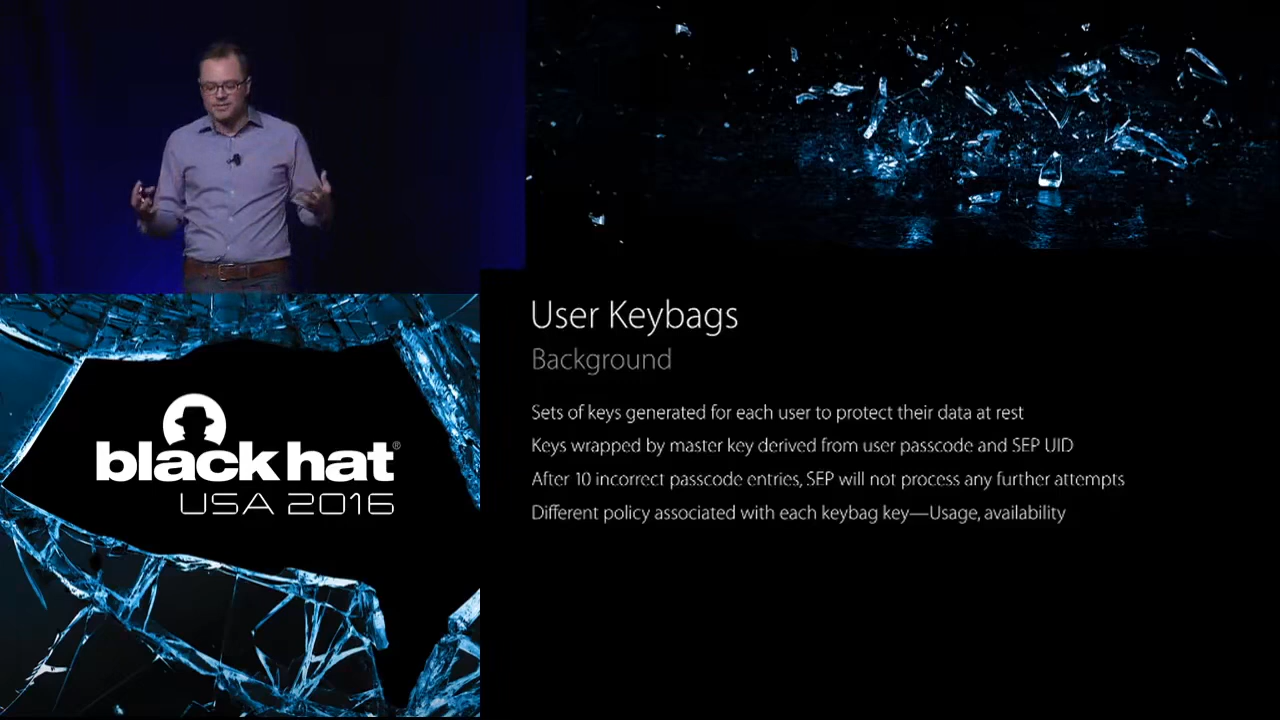 User Keybags
Background
Sets of keys generated for each user to protect their data at rest
Keys wrapped by master key derived from user passcode and SEP UID
After 10 incorrect passcode entries, SEP will not process any further attempts
Different policy associated with each keybag key—Usage, availability
black hat®
USA 2016